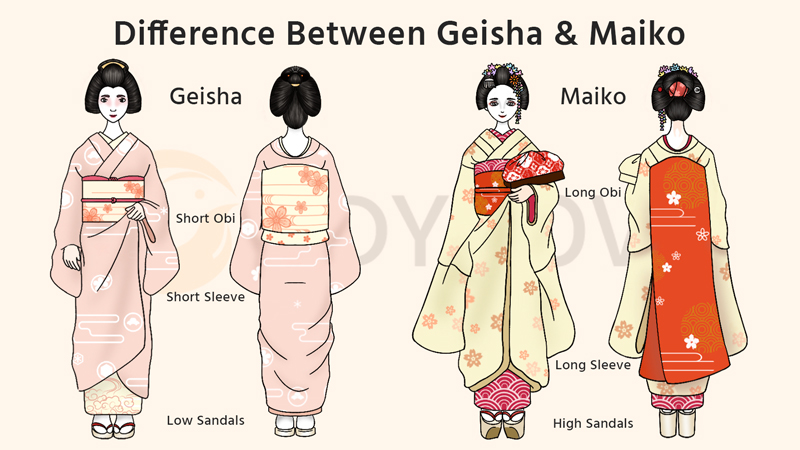 Difference Between Geisha & Maiko
Geisha
Short Obi
Short Sleeve
Low Sandals
Maiko
Long Obi
Long Sleeve
High Sandals